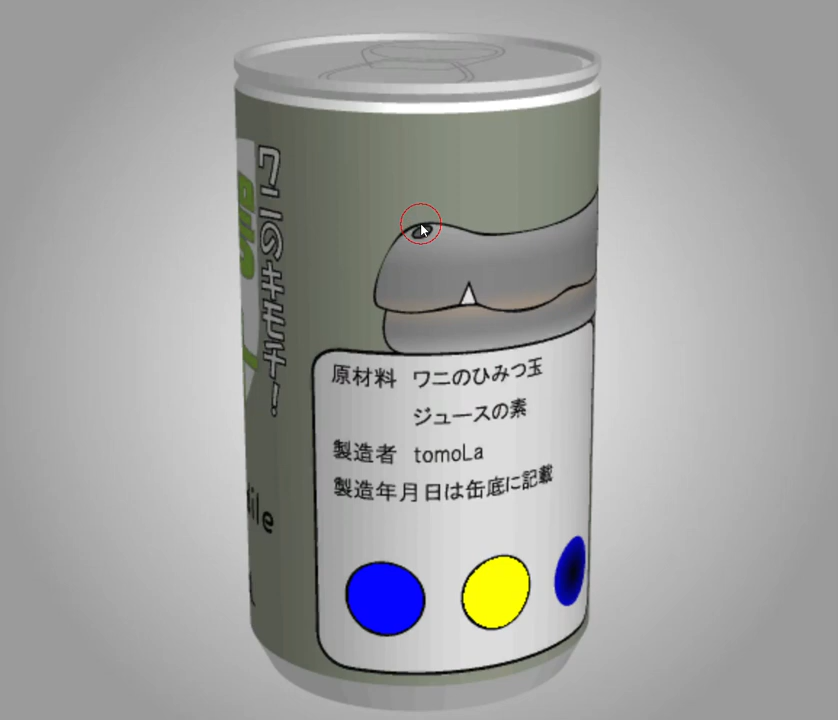 ワニのキモチ!
原材料 ワニのひみつ玉
ジュースの素
製造者 tomoLa
製造年月日は缶底に記載